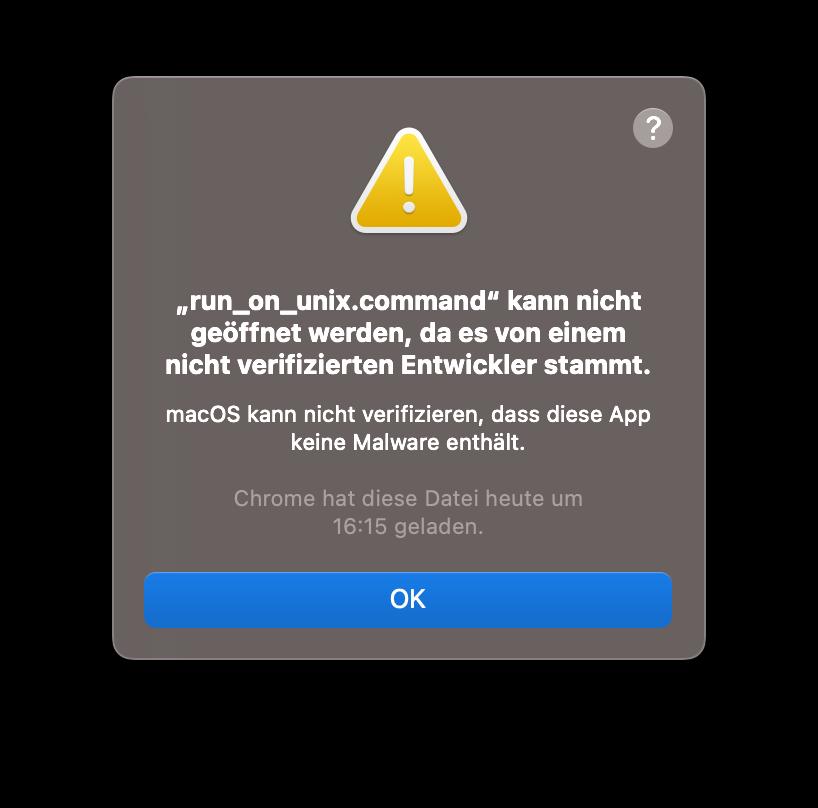 ?
„run_on_unix.command“ kann nicht
geöffnet werden, da es von einem
nicht verifizierten Entwickler stammt.
macOS kann nicht verifizieren, dass diese App
keine Malware enthält.
Chrome hat diese Datei heute um
16:15 geladen.
OK